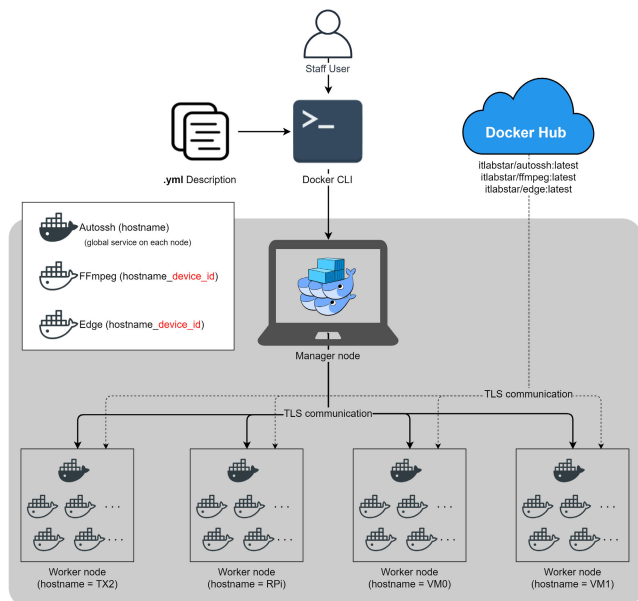 Staff User
>_
Docker Hub
.yml Description
Docker CLI
itlabstar/autossh:latest
itlabstar/ffmpeg:latest
itlabstar/edge:latest
Autossh (hostname)
(global service on each node)
FFmpeg (hostname_device_id)
Edge (hostname_device_id)
Manager node
TLS communication
TLS communication
...
...
...
...
...
...
...
...
Worker node
(hostname = TX2)
Worker node
(hostname = RPi)
Worker node
(hostname = VM0)
Worker node
(hostname = VM1)